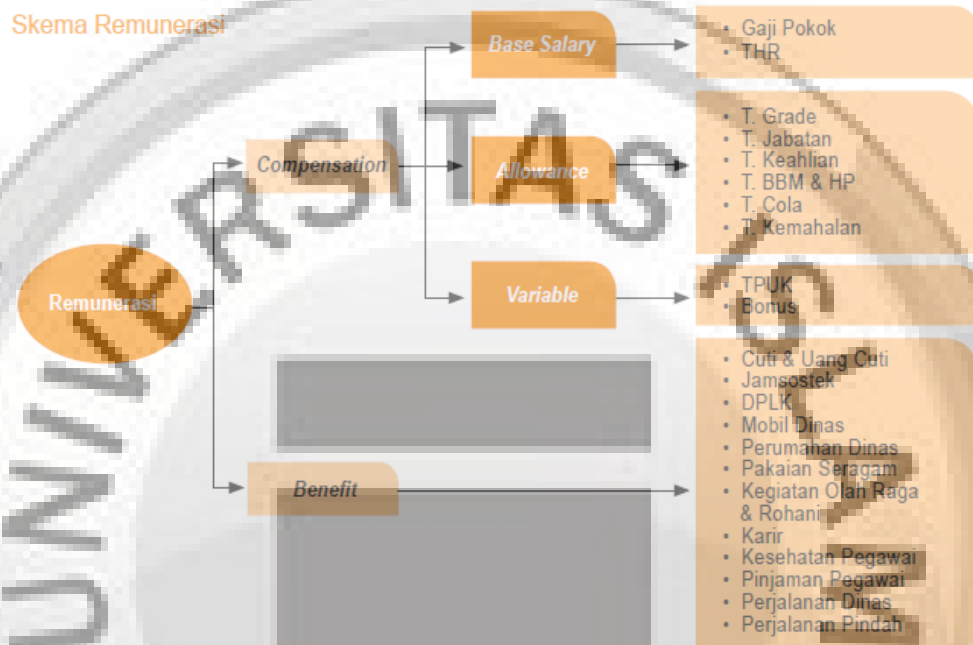 Skema Remunerasi
Remunerasi
Compensation
Base Salary
• Gaji Pokok
• THR
Allowance
• T. Grade
• T. Jabatan
• T. Keahlian
• T. BBM & HP
• T. Cola
• T. Kemahalan
Variable
• TPUK
• Bonus
Benefit
• Cuti & Uang Cuti
• Jamsostek
• DPLK
• Mobil Dinas
• Perumahan Dinas
• Pakaian Seragam
• Kegiatan Olah Raga
& Rohani
• Karir
• Kesehatan Pegawai
• Pinjaman Pegawai
• Perjalanan Dinas
• Perjalanan Pindah
UNIVERSITAS ISLAM